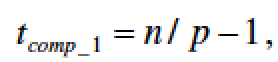 t_comp_1 = n / p − 1,